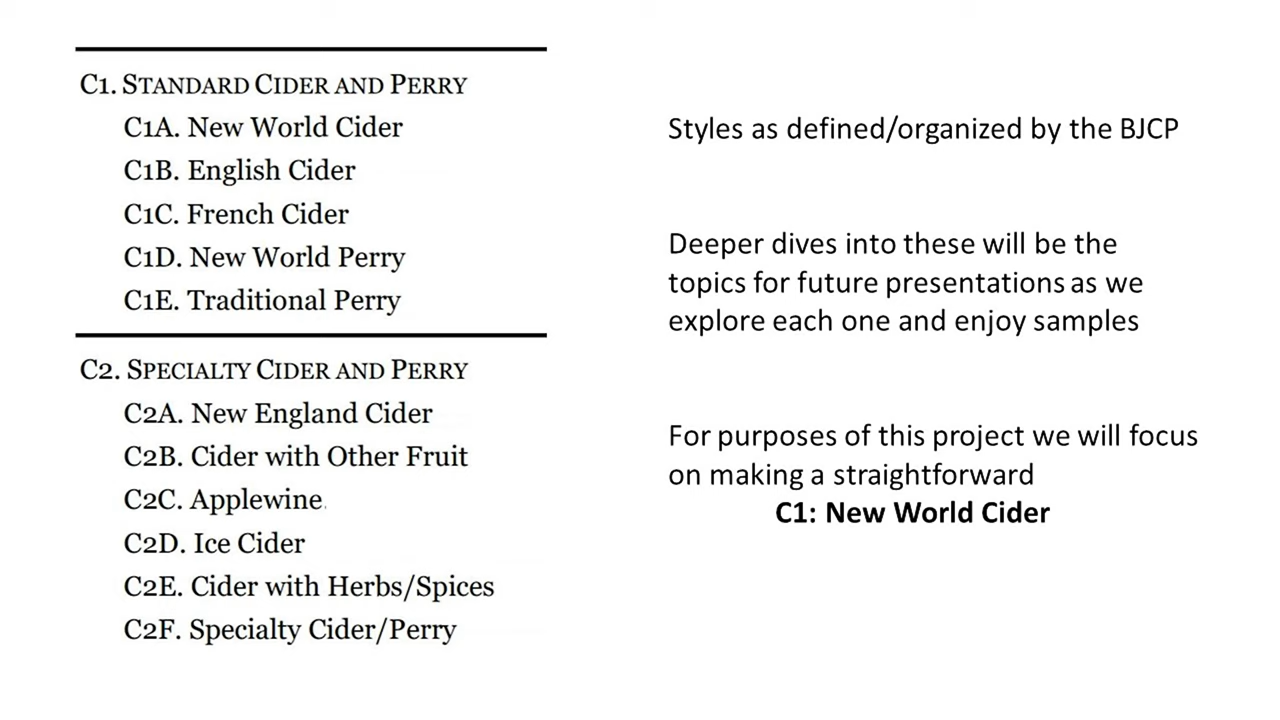 C1. STANDARD CIDER AND PERRY
C1A. New World Cider
C1B. English Cider
C1C. French Cider
C1D. New World Perry
C1E. Traditional Perry
C2. SPECIALTY CIDER AND PERRY
C2A. New England Cider
C2B. Cider with Other Fruit
C2C. Applewine.
C2D. Ice Cider
C2E. Cider with Herbs/Spices
C2F. Specialty Cider/Perry
Styles as defined/organized by the BJCP
Deeper dives into these will be the
topics for future presentations as we
explore each one and enjoy samples
For purposes of this project we will focus
on making a straightforward
C1: New World Cider